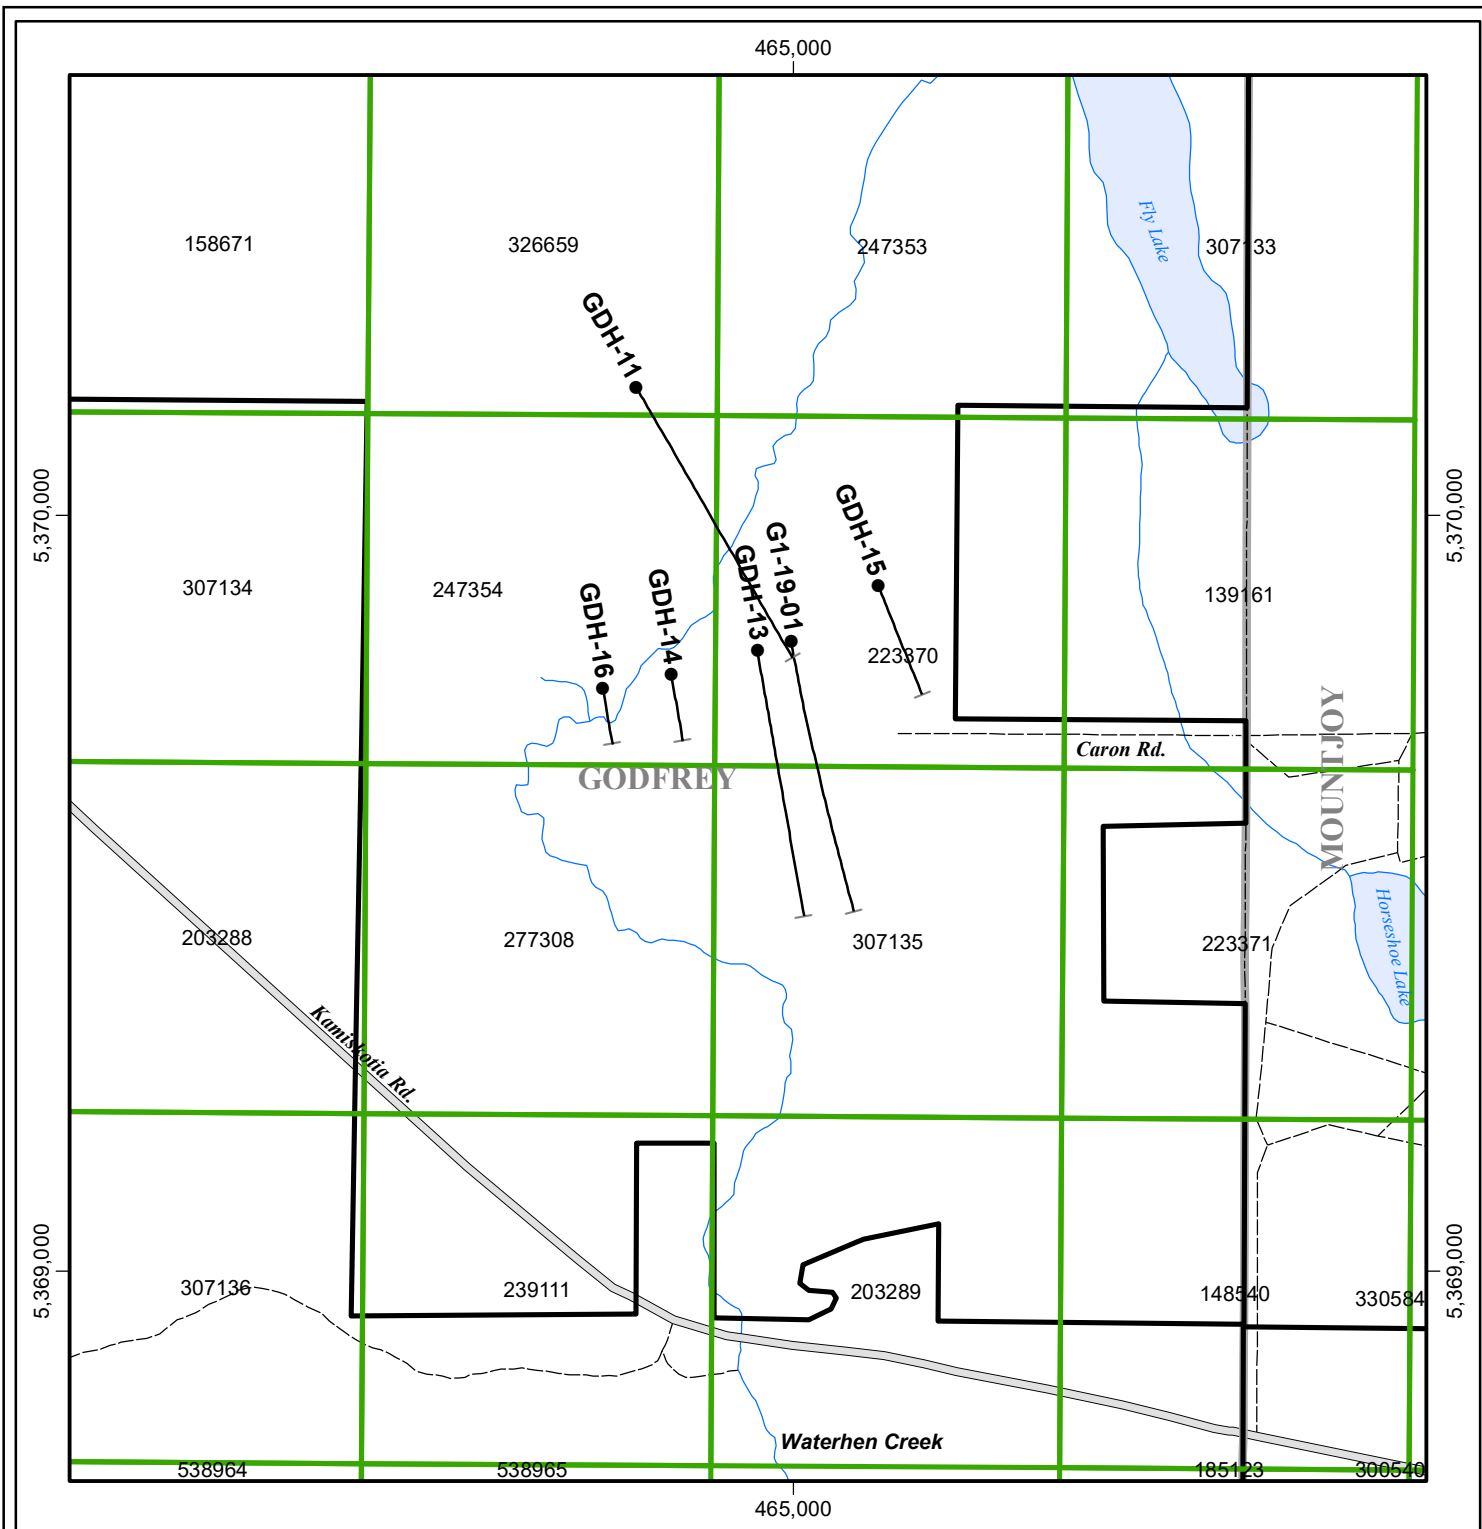 465,000
158671
326659
247353
307133
Fly Lake
GDH-11
5,370,000
5,370,000
GDH-15
G1-19-01
GDH-13
GDH-14
GDH-16
307134
247354
139161
223370
MOUNTJOY
Caron Rd.
GODFREY
203288
277308
307135
223371
Horseshoe Lake
Kamiskotia Rd.
5,369,000
5,369,000
307136
239111
203289
148540
330584
Waterhen Creek
538964
538965
185123
300540
465,000